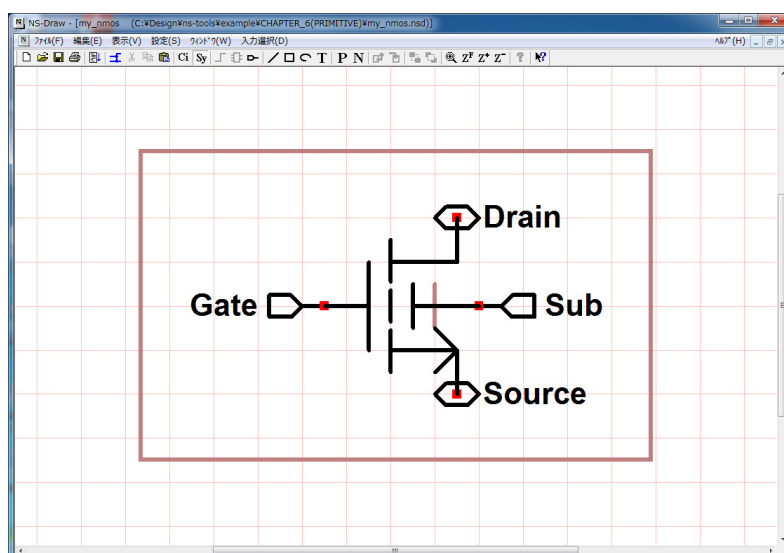 NS-Draw - [my_nmos (C:¥Design¥ns-tools¥example¥CHAPTER_6(PRIMITIVE)¥my_nmos.nsd)]
ファイル(F) 編集(E) 表示(V) 設定(S) ウィンドウ(W) 入力選択(D) ヘルプ(H)
Ci Sy T P N Z^F Z^+ Z^-
Drain
Gate Sub
Source